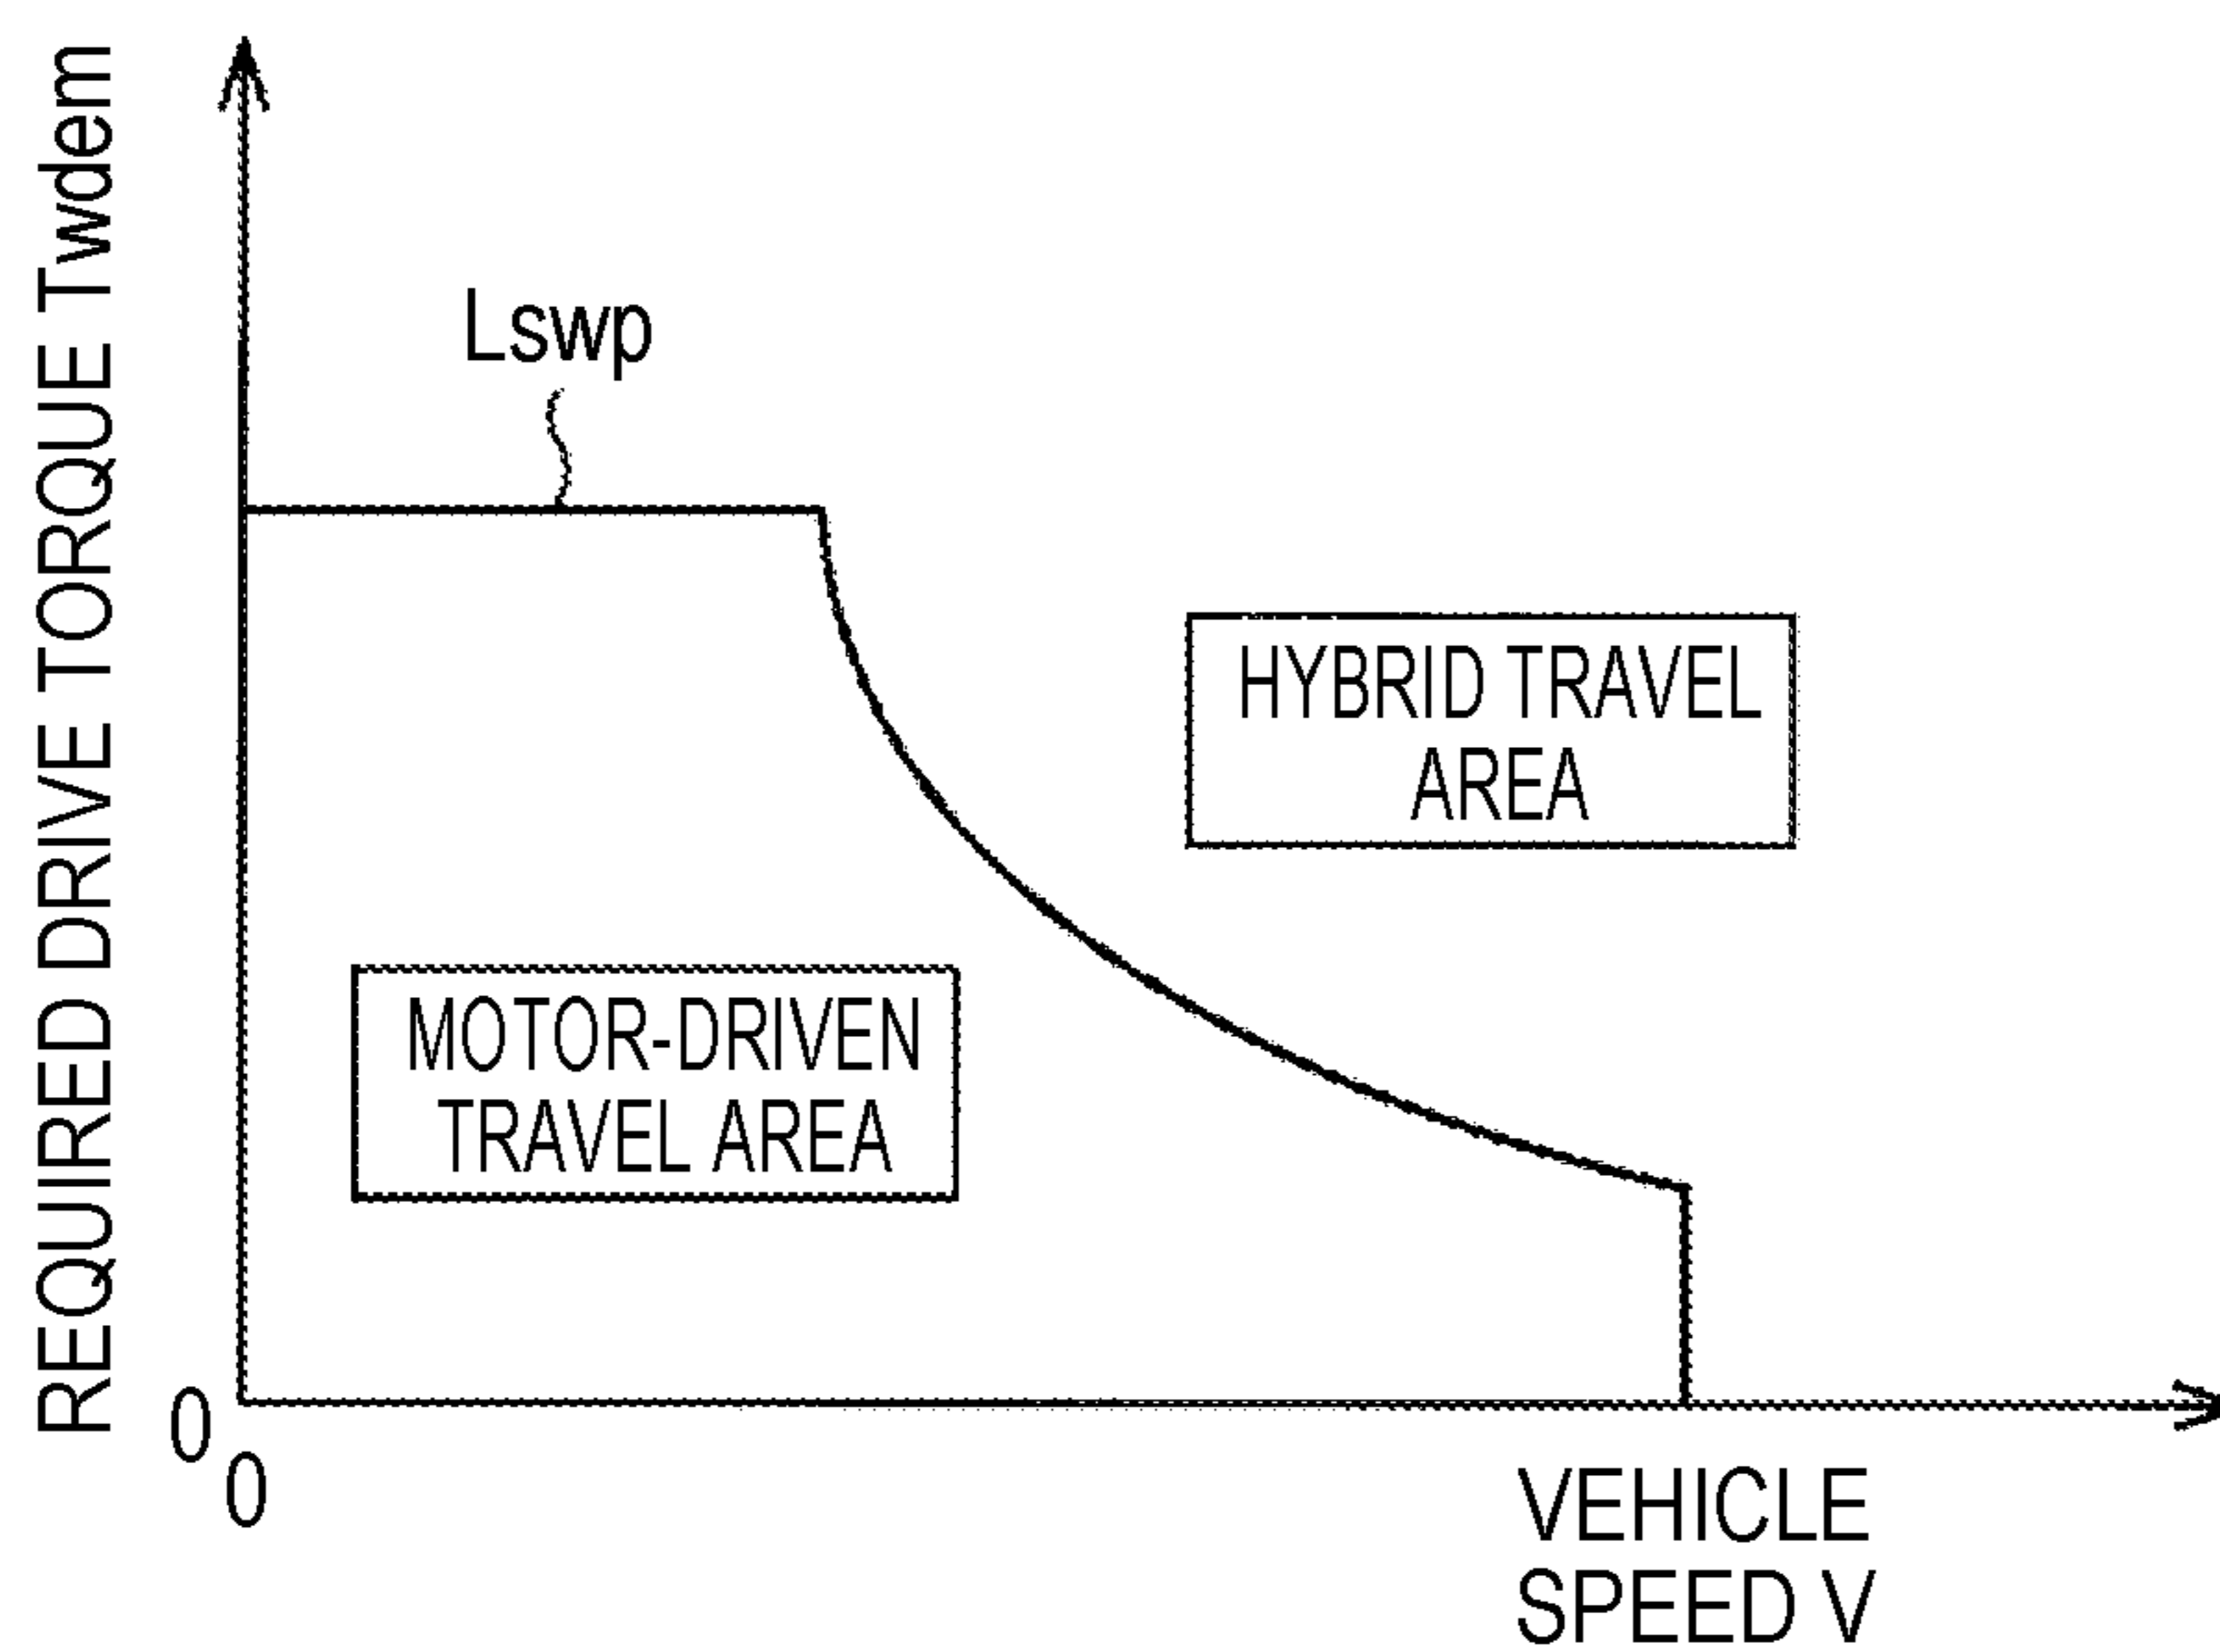 REQUIRED DRIVE TORQUE Twdem
Lswp
HYBRID TRAVEL
AREA
MOTOR-DRIVEN
TRAVEL AREA
0
0
VEHICLE
SPEED V